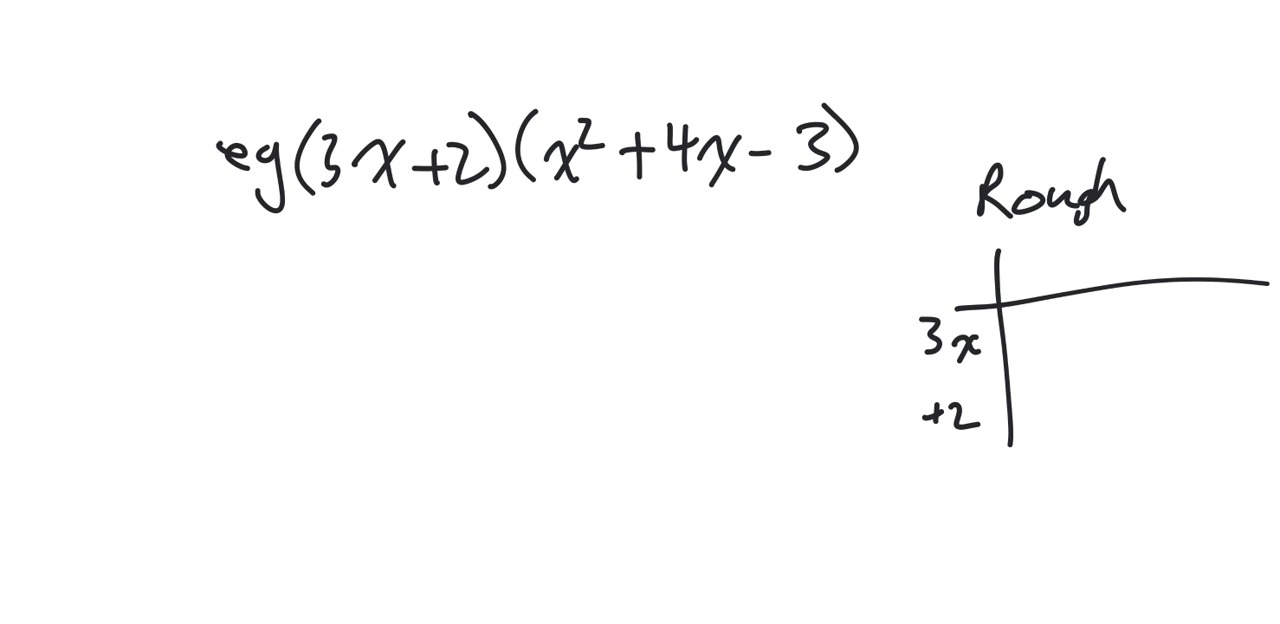 eg (3x+2)(x² + 4x - 3)
Rough
3x
+2